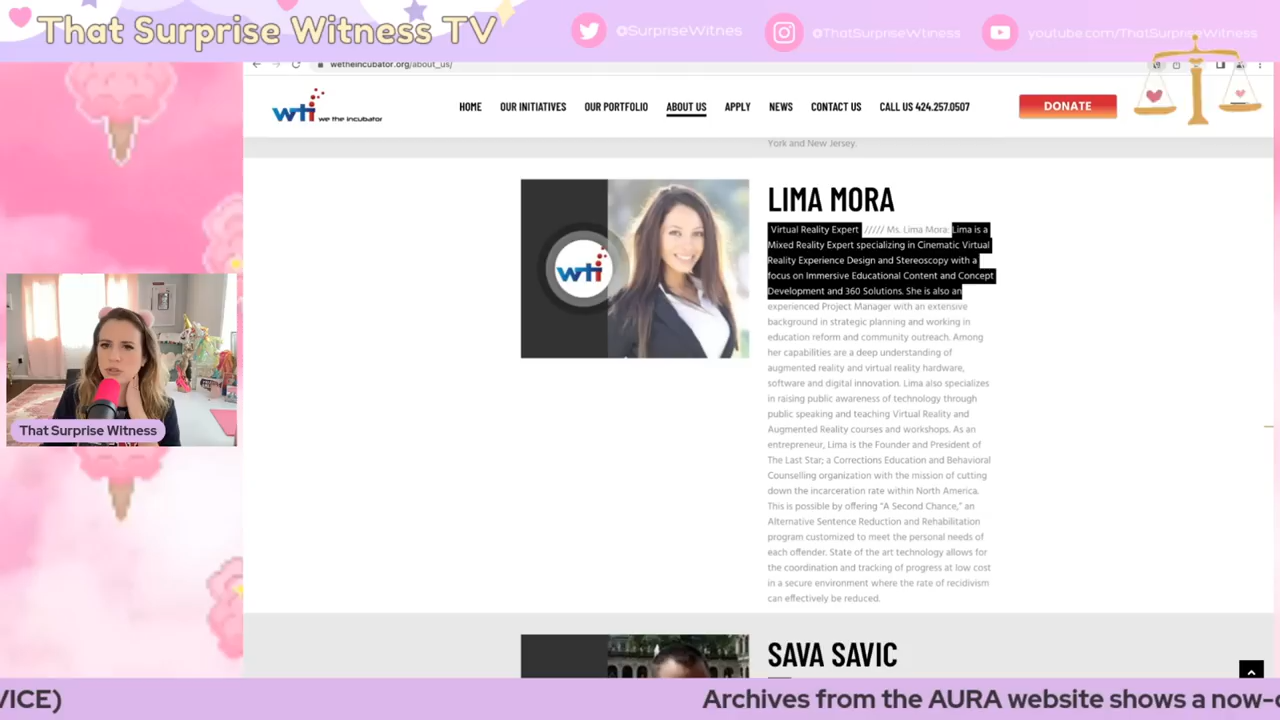 That Surprise Witness TV
@SurpriseWitnes
@ThatSurpriseWtiness
youtube.com/ThatSurpriseWitness
wetheincubator.org/about_us/
wti we the incubator
HOME OUR INITIATIVES OUR PORTFOLIO ABOUT US APPLY NEWS CONTACT US CALL US 424.257.0507
DONATE
York and New Jersey.
LIMA MORA
Virtual Reality Expert ///// Ms. Lima Mora: Lima is a
Mixed Reality Expert specializing in Cinematic Virtual
Reality Experience Design and Stereoscopy with a
focus on Immersive Educational Content and Concept
Development and 360 Solutions. She is also an
experienced Project Manager with an extensive
background in strategic planning and working in
education reform and community outreach. Among
her capabilities are a deep understanding of
augmented reality and virtual reality hardware,
software and digital innovation. Lima also specializes
in raising public awareness of technology through
public speaking and teaching Virtual Reality and
Augmented Reality courses and workshops. As an
entrepreneur, Lima is the Founder and President of
The Last Star; a Corrections Education and Behavioral
Counselling organization with the mission of cutting
down the incarceration rate within North America.
This is possible by offering "A Second Chance," an
Alternative Sentence Reduction and Rehabilitation
program customized to meet the personal needs of
each offender. State of the art technology allows for
the coordination and tracking of progress at low cost
in a secure environment where the rate of recidivism
can effectively be reduced.
wti
That Surprise Witness
SAVA SAVIC
VICE)
Archives from the AURA website shows a now-